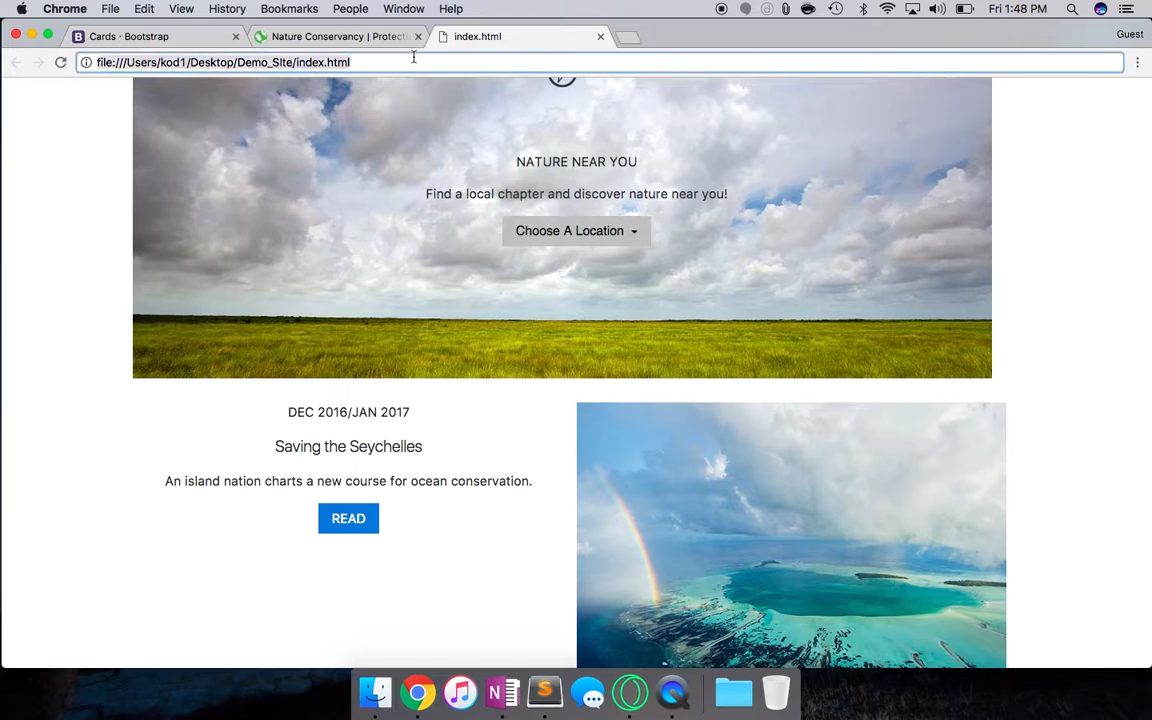 Chrome File Edit View History Bookmarks People Window Help Fri 1:48 PM
Cards · Bootstrap Nature Conservancy | Protecti index.html Guest
file:///Users/kod1/Desktop/Demo_SIte/index.html
NATURE NEAR YOU
Find a local chapter and discover nature near you!
Choose A Location
DEC 2016/JAN 2017
Saving the Seychelles
An island nation charts a new course for ocean conservation.
READ